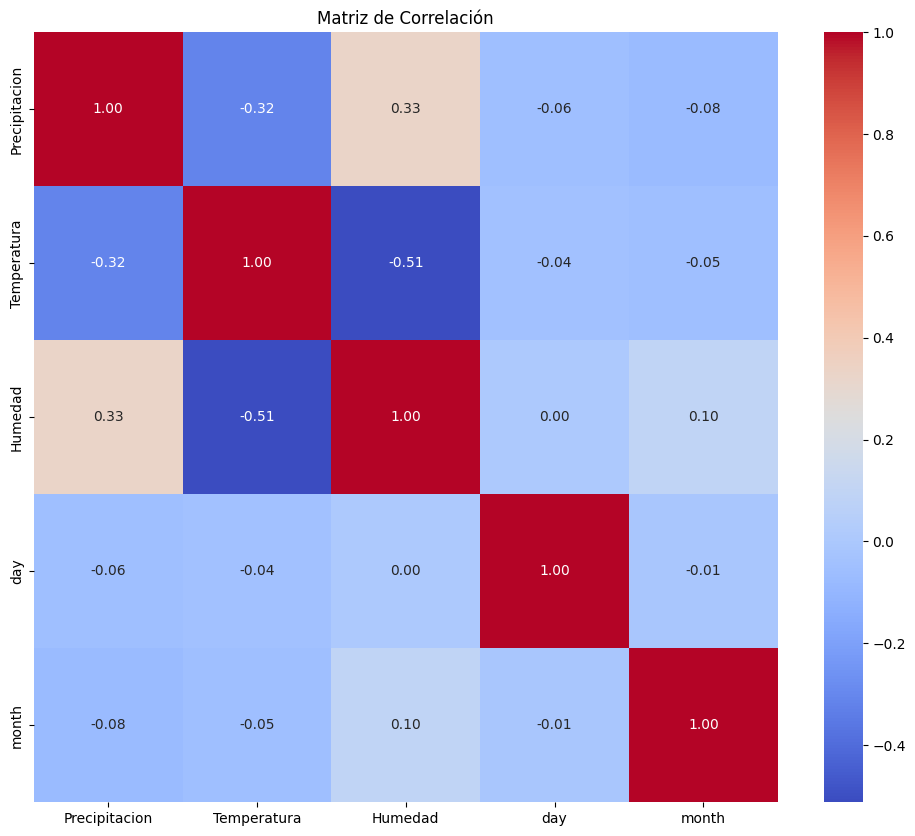 Matriz de Correlación
Precipitacion 1.00 -0.32 0.33 -0.06 -0.08
Temperatura -0.32 1.00 -0.51 -0.04 -0.05
Humedad 0.33 -0.51 1.00 0.00 0.10
day -0.06 -0.04 0.00 1.00 -0.01
month -0.08 -0.05 0.10 -0.01 1.00
Precipitacion Temperatura Humedad day month
1.0
0.8
0.6
0.4
0.2
0.0
−0.2
−0.4